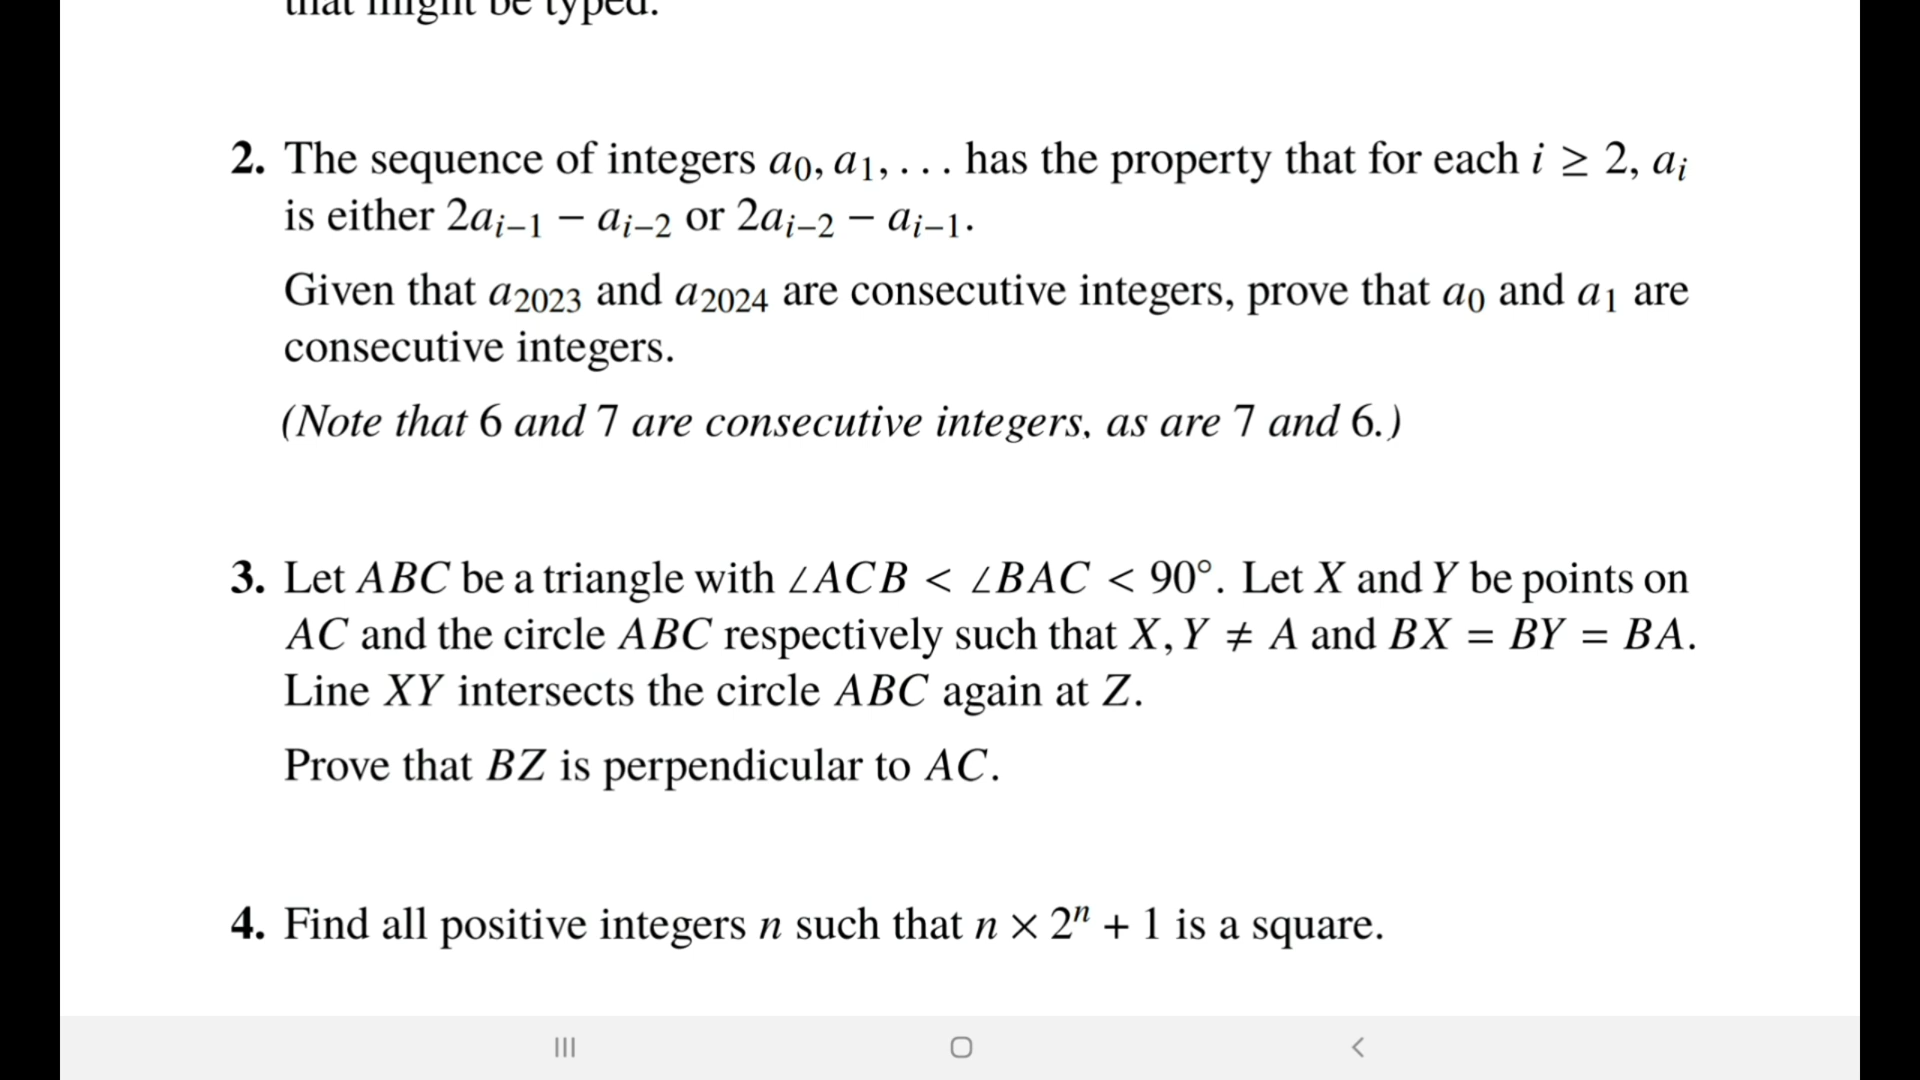 that might be typed.
2. The sequence of integers a₀, a₁, . . . has the property that for each i ≥ 2, aᵢ
is either 2aᵢ₋₁ − aᵢ₋₂ or 2aᵢ₋₂ − aᵢ₋₁.
Given that a₂₀₂₃ and a₂₀₂₄ are consecutive integers, prove that a₀ and a₁ are
consecutive integers.
(Note that 6 and 7 are consecutive integers, as are 7 and 6.)
3. Let ABC be a triangle with ∠ACB < ∠BAC < 90°. Let X and Y be points on
AC and the circle ABC respectively such that X, Y ≠ A and BX = BY = BA.
Line XY intersects the circle ABC again at Z.
Prove that BZ is perpendicular to AC.
4. Find all positive integers n such that n × 2ⁿ + 1 is a square.